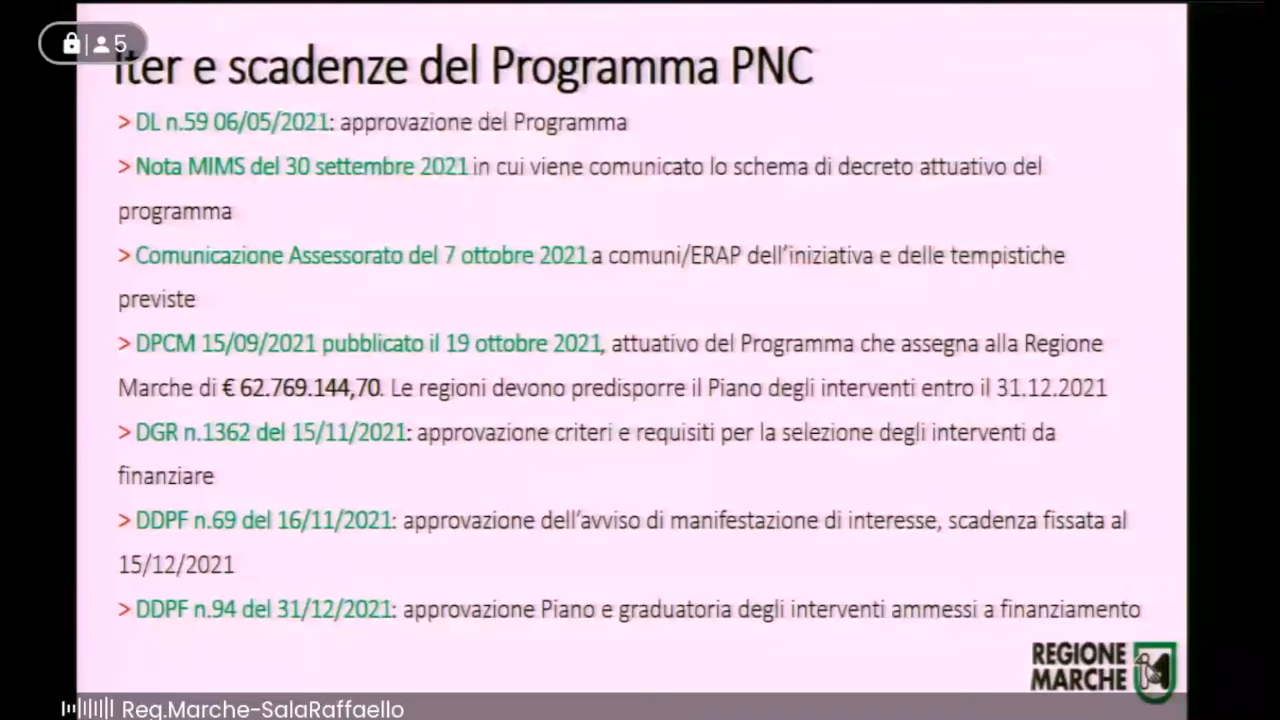 5
Iter e scadenze del Programma PNC
> DL n.59 06/05/2021: approvazione del Programma
> Nota MIMS del 30 settembre 2021 in cui viene comunicato lo schema di decreto attuativo del
programma
> Comunicazione Assessorato del 7 ottobre 2021 a comuni/ERAP dell'iniziativa e delle tempistiche
previste
> DPCM 15/09/2021 pubblicato il 19 ottobre 2021, attuativo del Programma che assegna alla Regione
Marche di € 62.769.144,70. Le regioni devono predisporre il Piano degli interventi entro il 31.12.2021
> DGR n.1362 del 15/11/2021: approvazione criteri e requisiti per la selezione degli interventi da
finanziare
> DDPF n.69 del 16/11/2021: approvazione dell'avviso di manifestazione di interesse, scadenza fissata al
15/12/2021
> DDPF n.94 del 31/12/2021: approvazione Piano e graduatoria degli interventi ammessi a finanziamento
REGIONE
MARCHE
Reg.Marche-SalaRaffaello